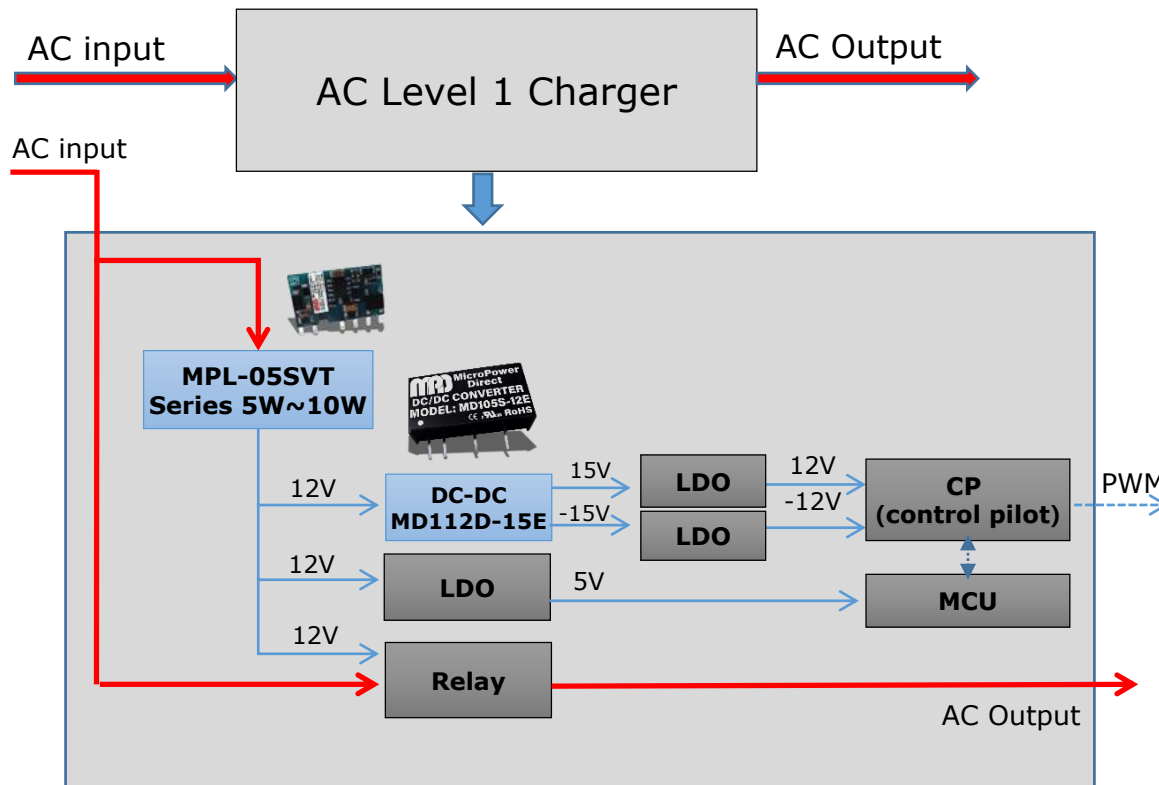 AC input
AC Output
AC Level 1 Charger
AC input
MPL-05SVT
Series 5W~10W
MPD MicroPower
Direct
DC/DC CONVERTER
MODEL: MD105S-12E
CE RoHS
12V
DC-DC
MD112D-15E
15V
-15V
LDO
LDO
12V
-12V
CP
(control pilot)
PWM
12V
LDO
5V
MCU
12V
Relay
AC Output